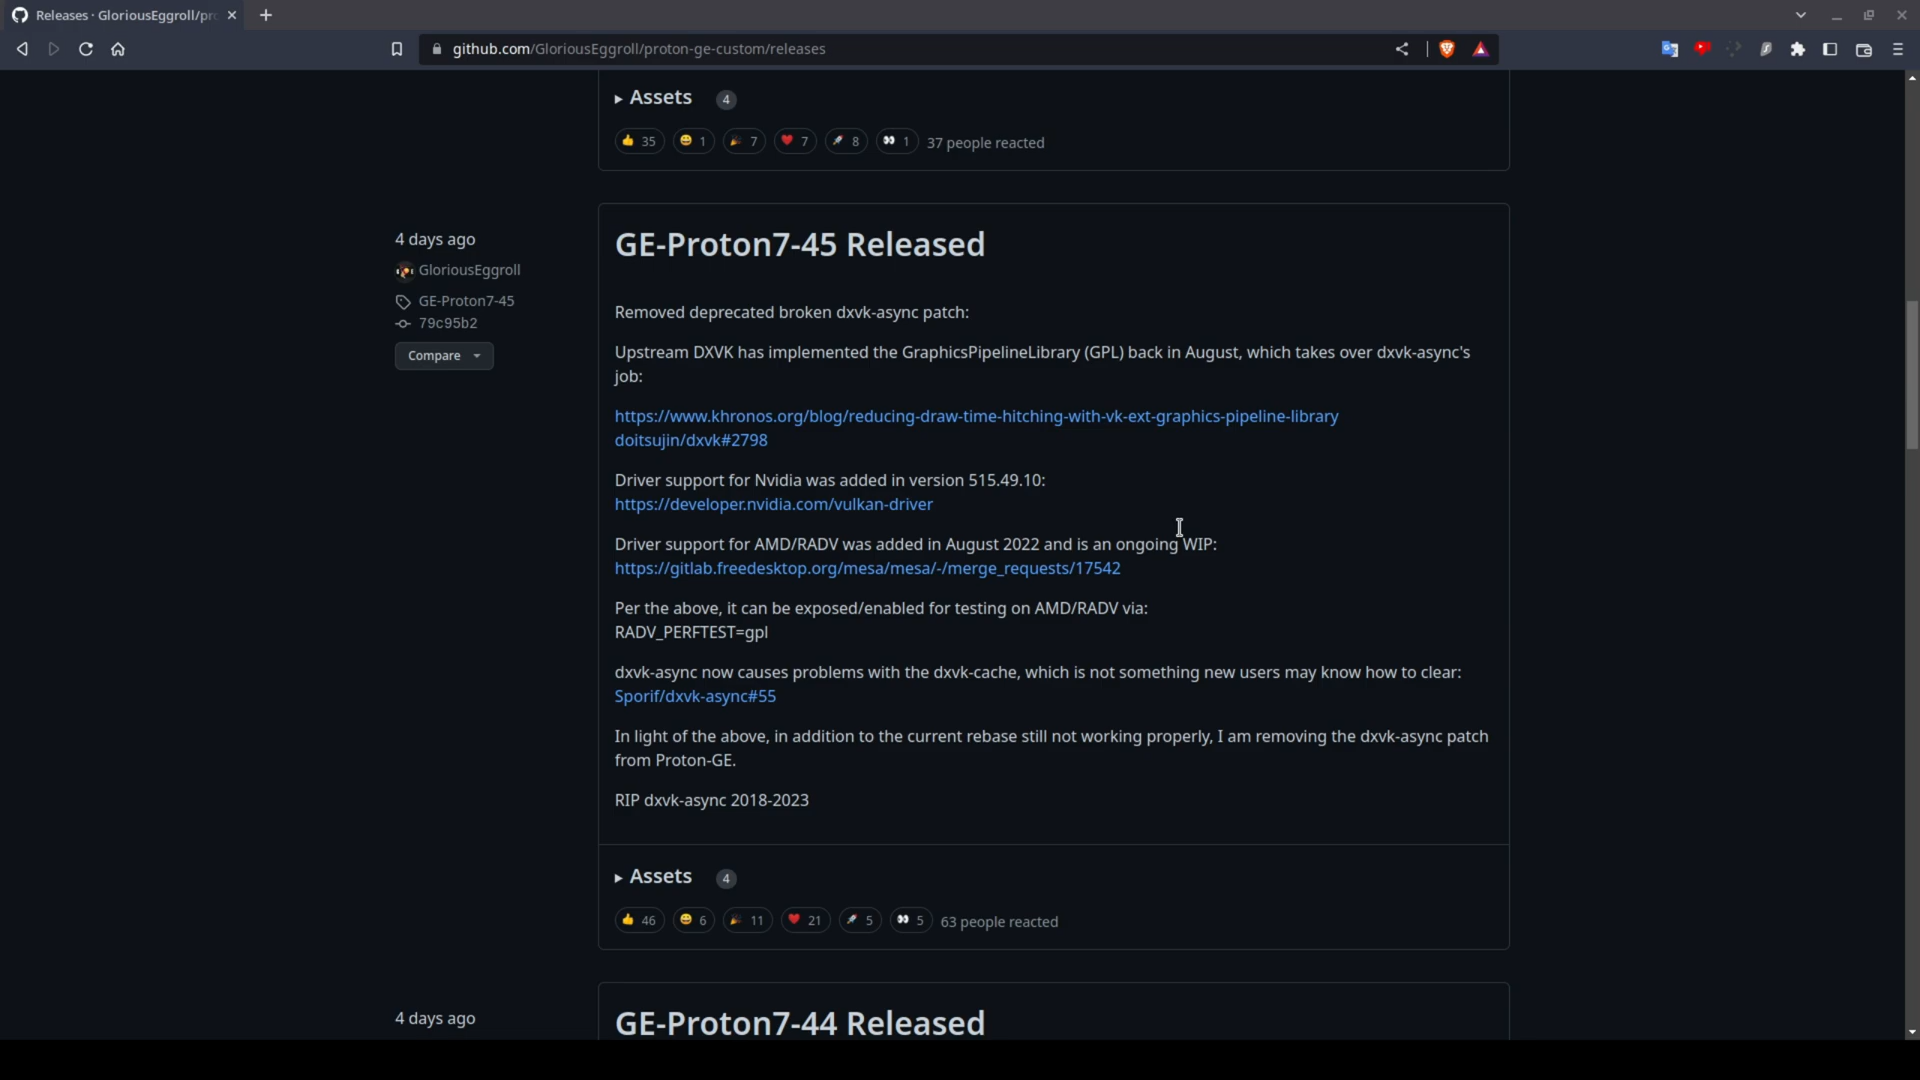 Releases · GloriousEggroll/pro
github.com/GloriousEggroll/proton-ge-custom/releases
Assets 4
35 1 7 7 8 1 37 people reacted
4 days ago
GloriousEggroll
GE-Proton7-45
79c95b2
Compare
GE-Proton7-45 Released
Removed deprecated broken dxvk-async patch:
Upstream DXVK has implemented the GraphicsPipelineLibrary (GPL) back in August, which takes over dxvk-async's
job:
https://www.khronos.org/blog/reducing-draw-time-hitching-with-vk-ext-graphics-pipeline-library
doitsujin/dxvk#2798
Driver support for Nvidia was added in version 515.49.10:
https://developer.nvidia.com/vulkan-driver
Driver support for AMD/RADV was added in August 2022 and is an ongoing WIP:
https://gitlab.freedesktop.org/mesa/mesa/-/merge_requests/17542
Per the above, it can be exposed/enabled for testing on AMD/RADV via:
RADV_PERFTEST=gpl
dxvk-async now causes problems with the dxvk-cache, which is not something new users may know how to clear:
Sporif/dxvk-async#55
In light of the above, in addition to the current rebase still not working properly, I am removing the dxvk-async patch
from Proton-GE.
RIP dxvk-async 2018-2023
Assets 4
46 6 11 21 5 5 63 people reacted
4 days ago
GE-Proton7-44 Released